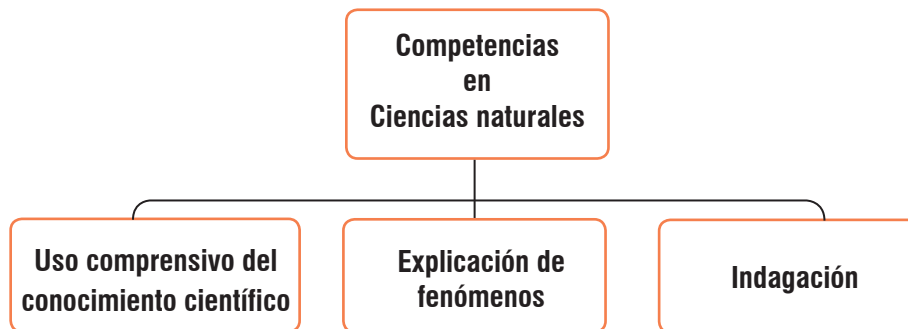 Competencias
en
Ciencias naturales
Uso comprensivo del
conocimiento científico
Explicación de
fenómenos
Indagación